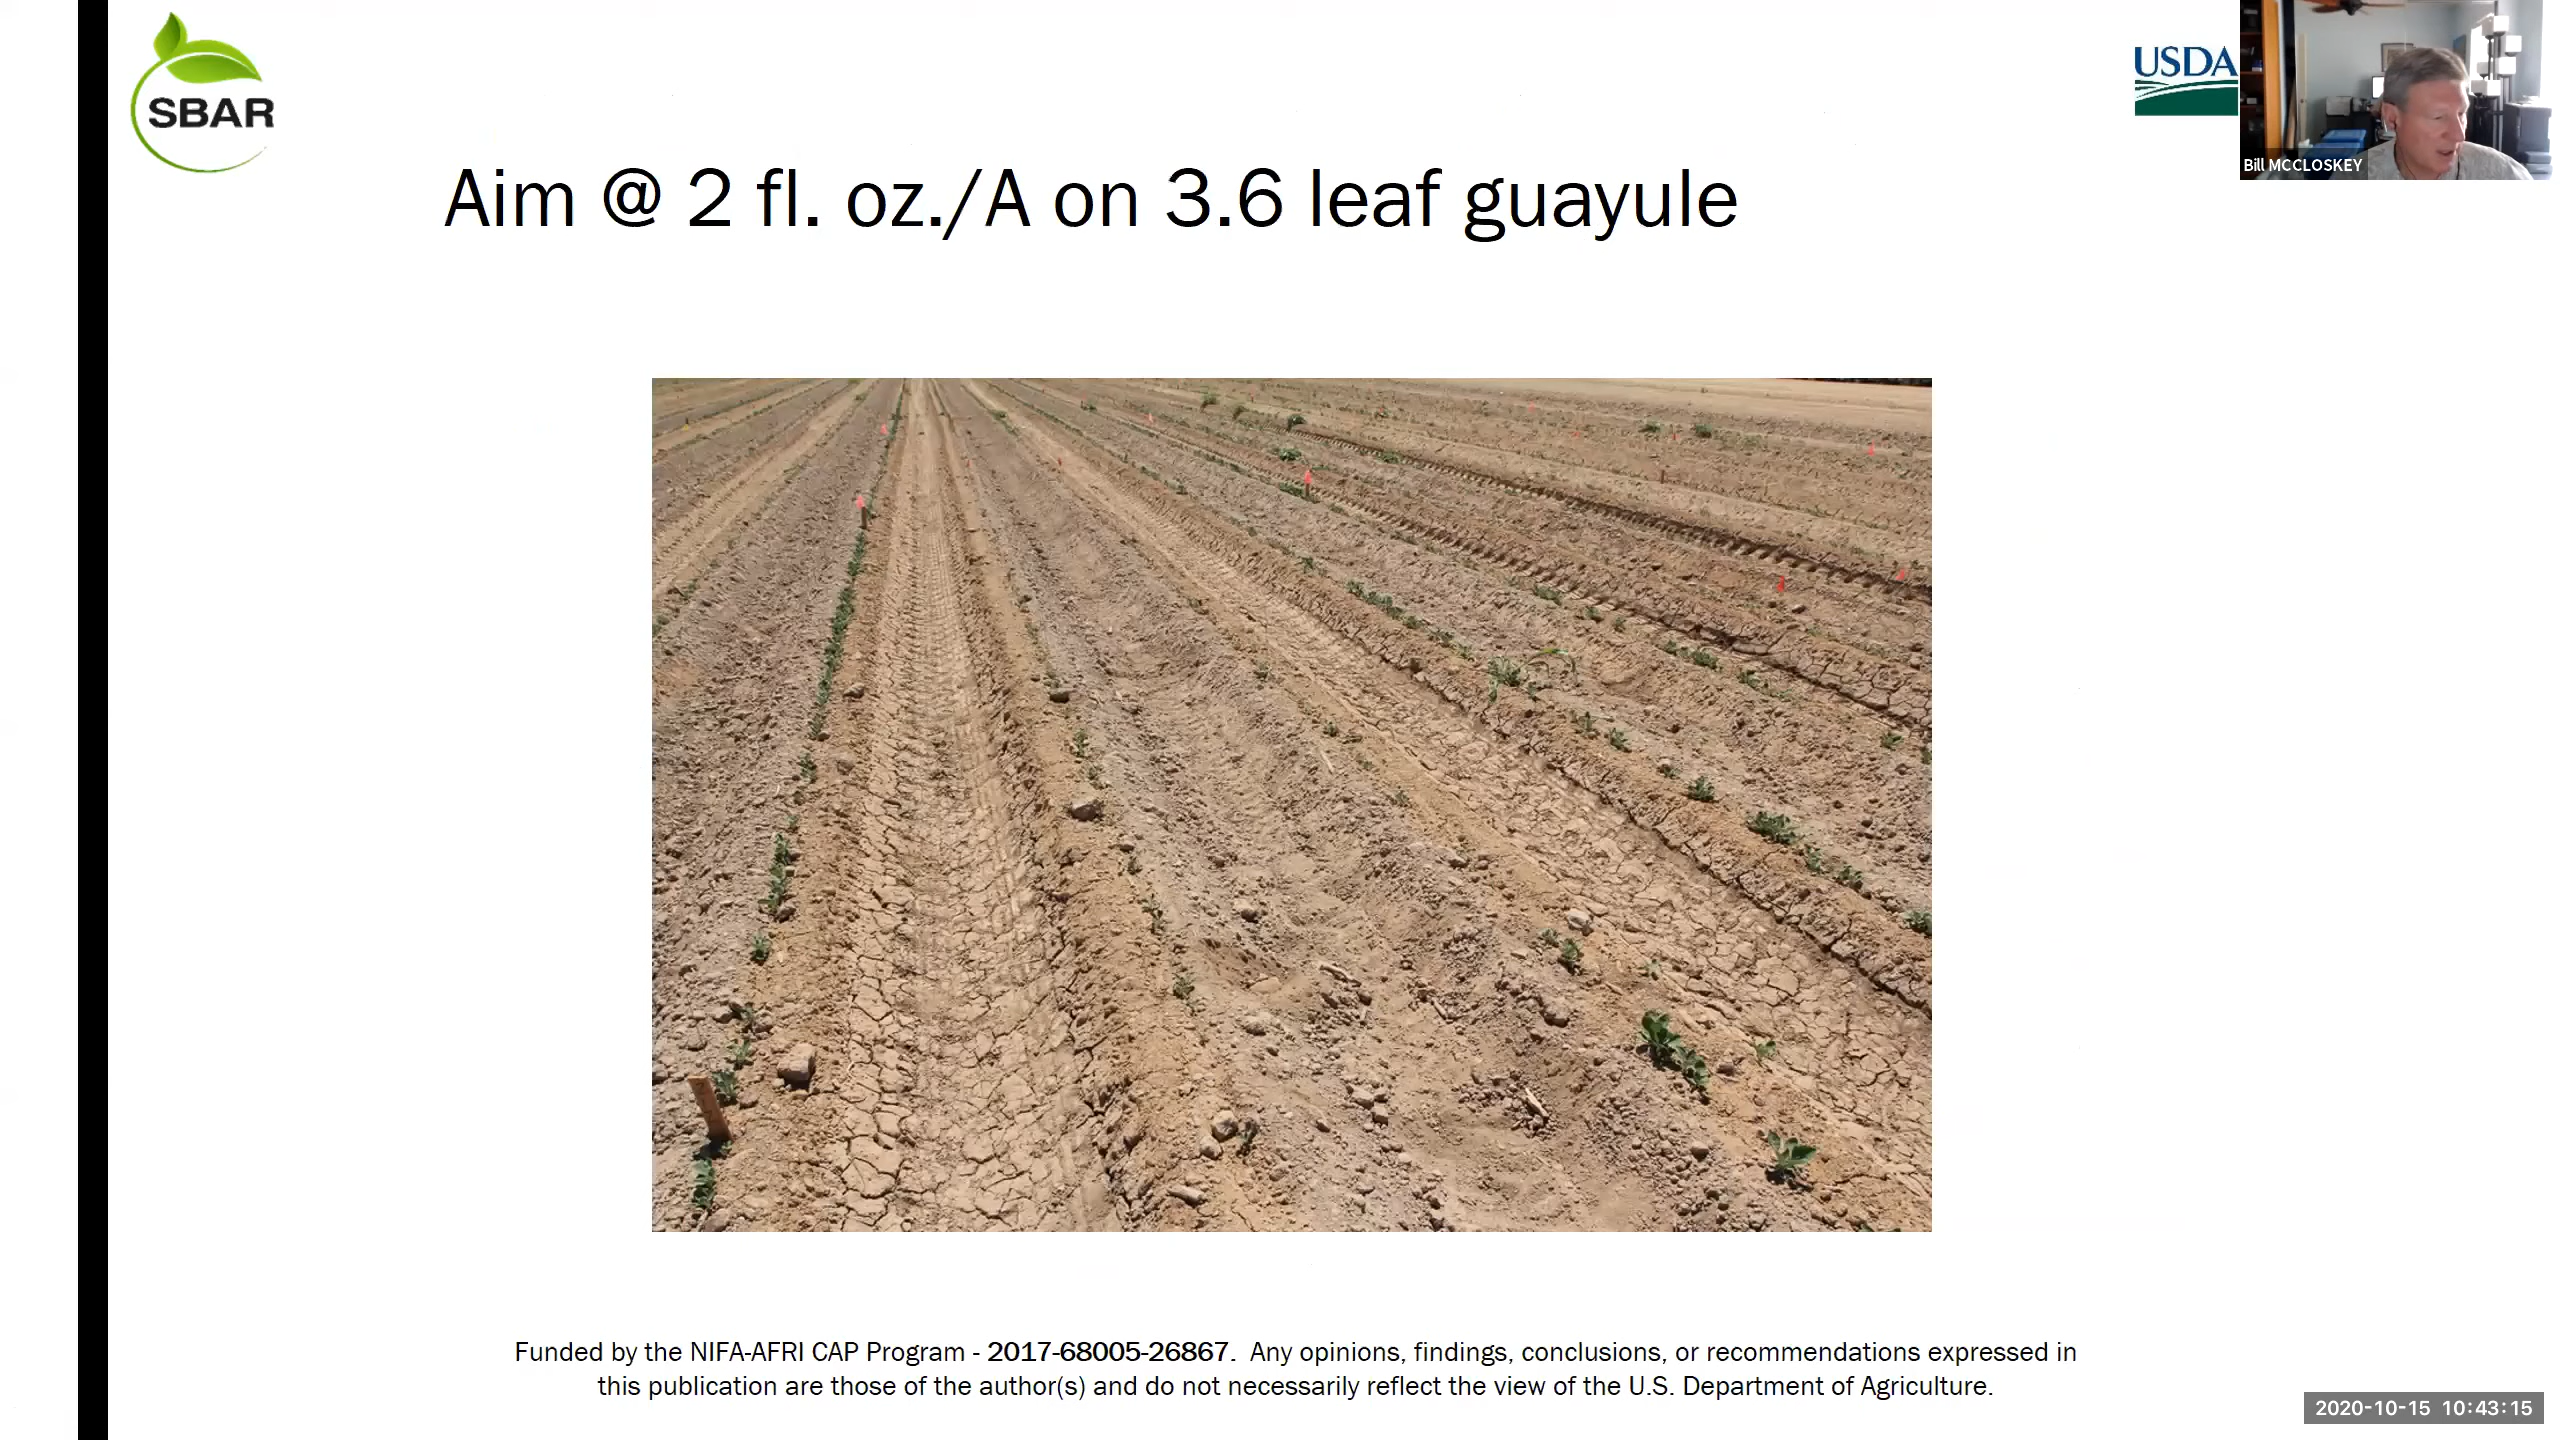 SBAR
USDA
Bill MCCLOSKEY
Aim @ 2 fl. oz./A on 3.6 leaf guayule
Funded by the NIFA-AFRI CAP Program - 2017-68005-26867.  Any opinions, findings, conclusions, or recommendations expressed in
this publication are those of the author(s) and do not necessarily reflect the view of the U.S. Department of Agriculture.
2020-10-15 10:43:15